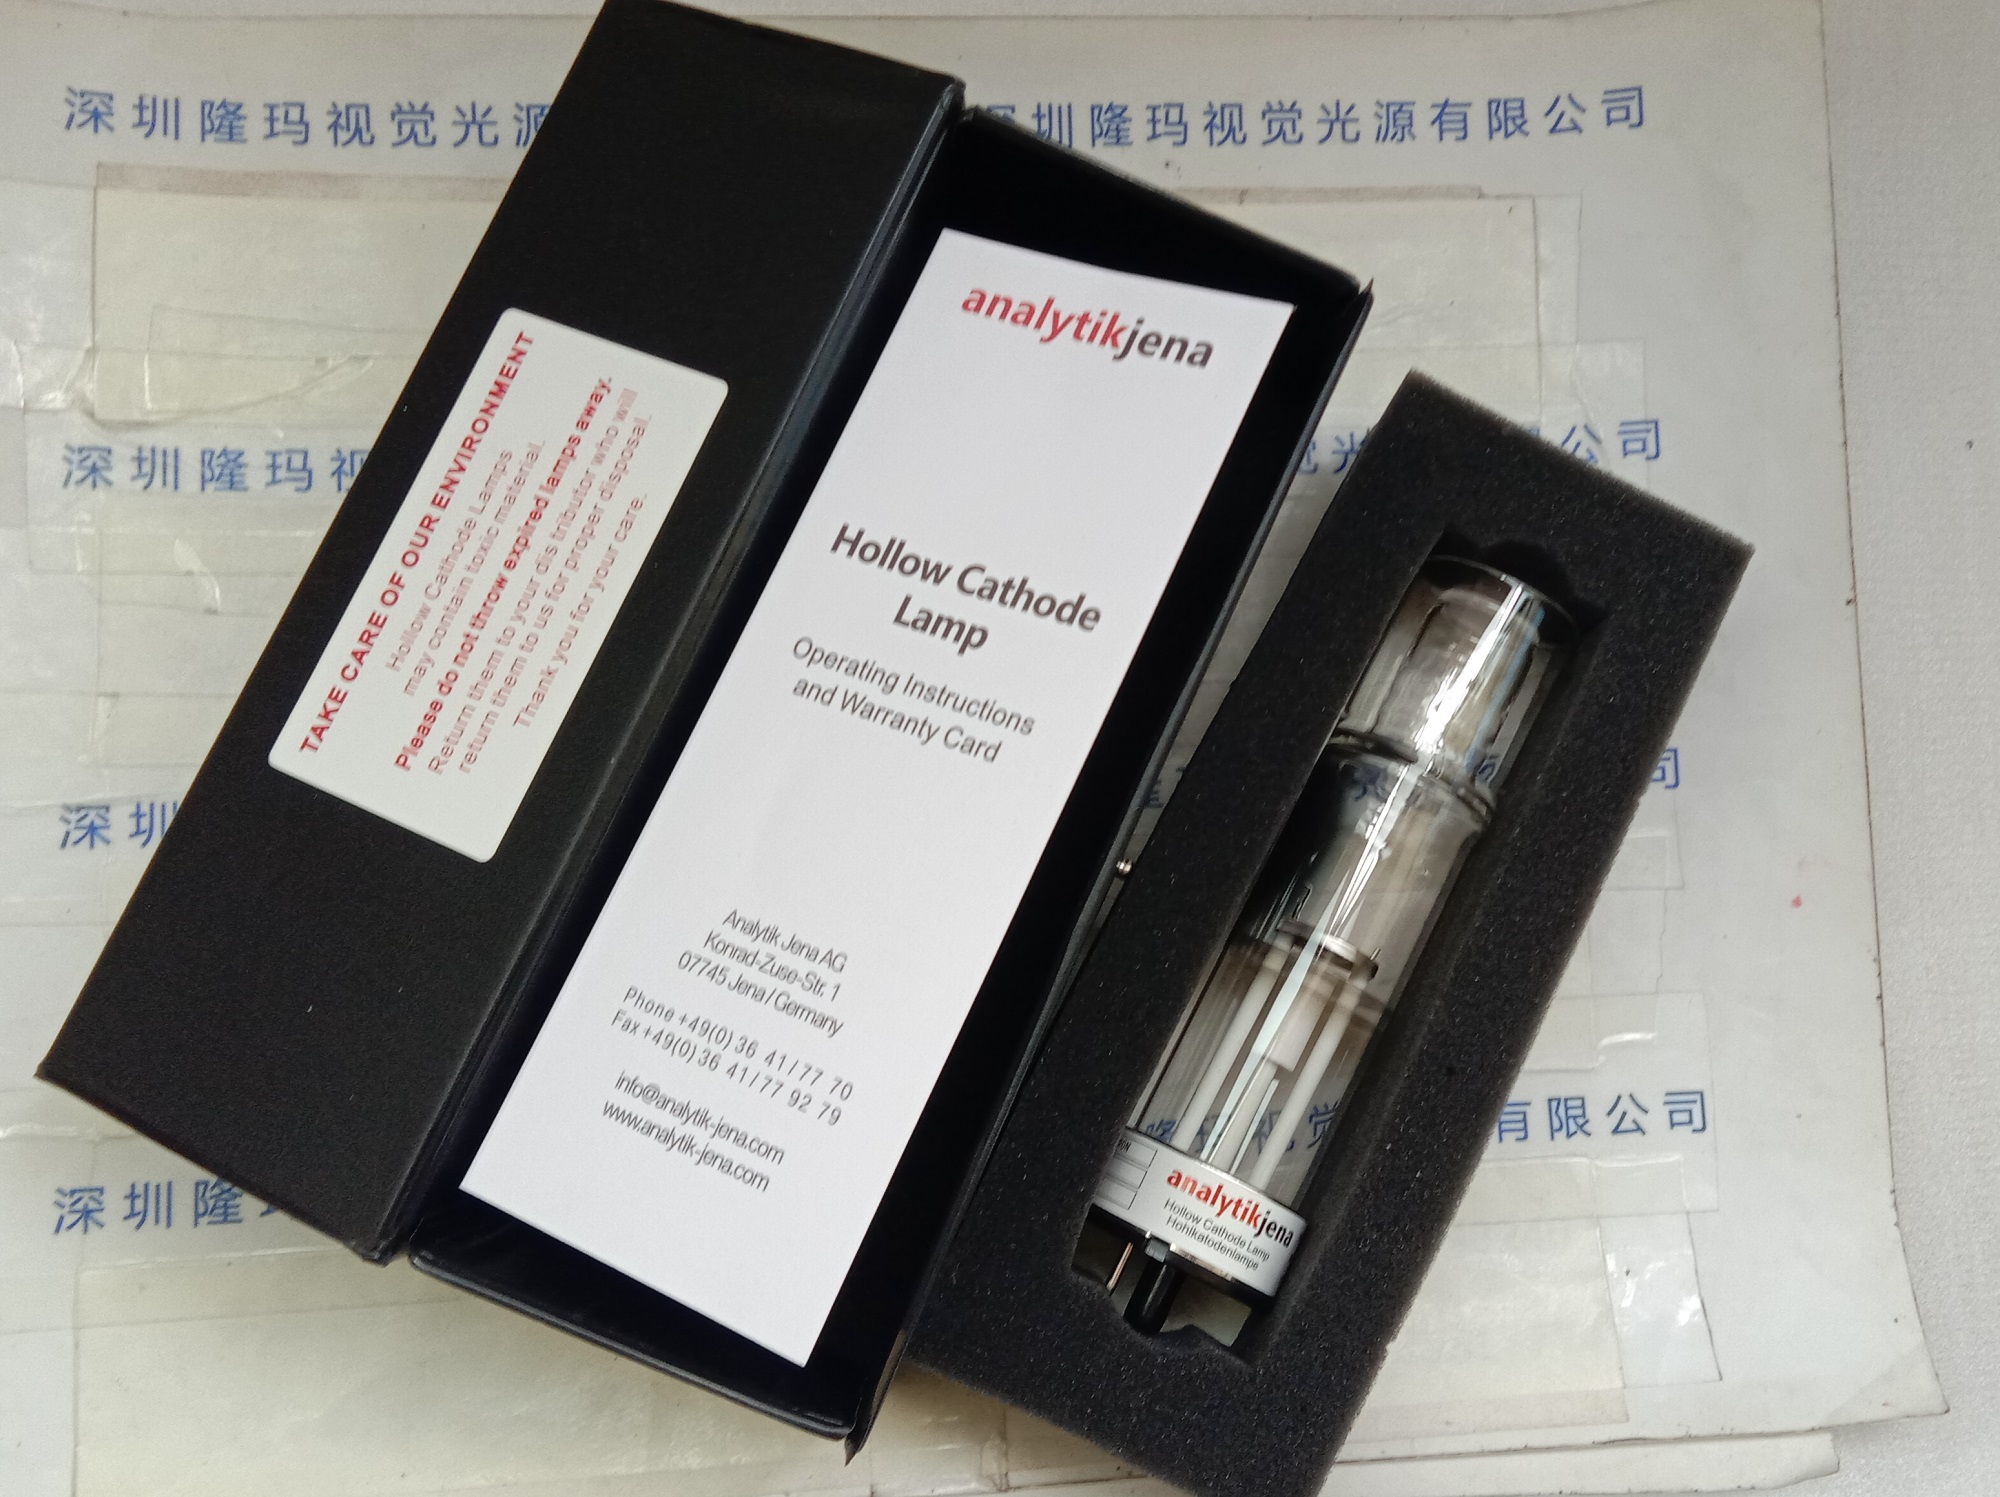 深圳隆玛视觉光源
深圳隆玛视觉光源有限公司
深圳隆玛视
觉光
公司
深圳
司
深圳隆
视觉
有限公司
TAKE CARE OF OUR ENVIRONMENT
Hollow Cathode Lamps
may contain toxic material.
Please do not throw expired lamps away.
Return them to your dis tributor who will
return them to us for proper disposal.
Thank you for your care.
analytikjena
Hollow Cathode
Lamp
Operating Instructions
and Warranty Card
Analytik Jena AG
Konrad-Zuse-Str. 1
07745 Jena / Germany
Phone +49(0) 36 41 / 77 70
Fax +49(0) 36 41 / 77 92 79
info@analytik-jena.com
www.analytik-jena.com
analytikjena
Hollow Cathode Lamp
Hohlkatodenlampe